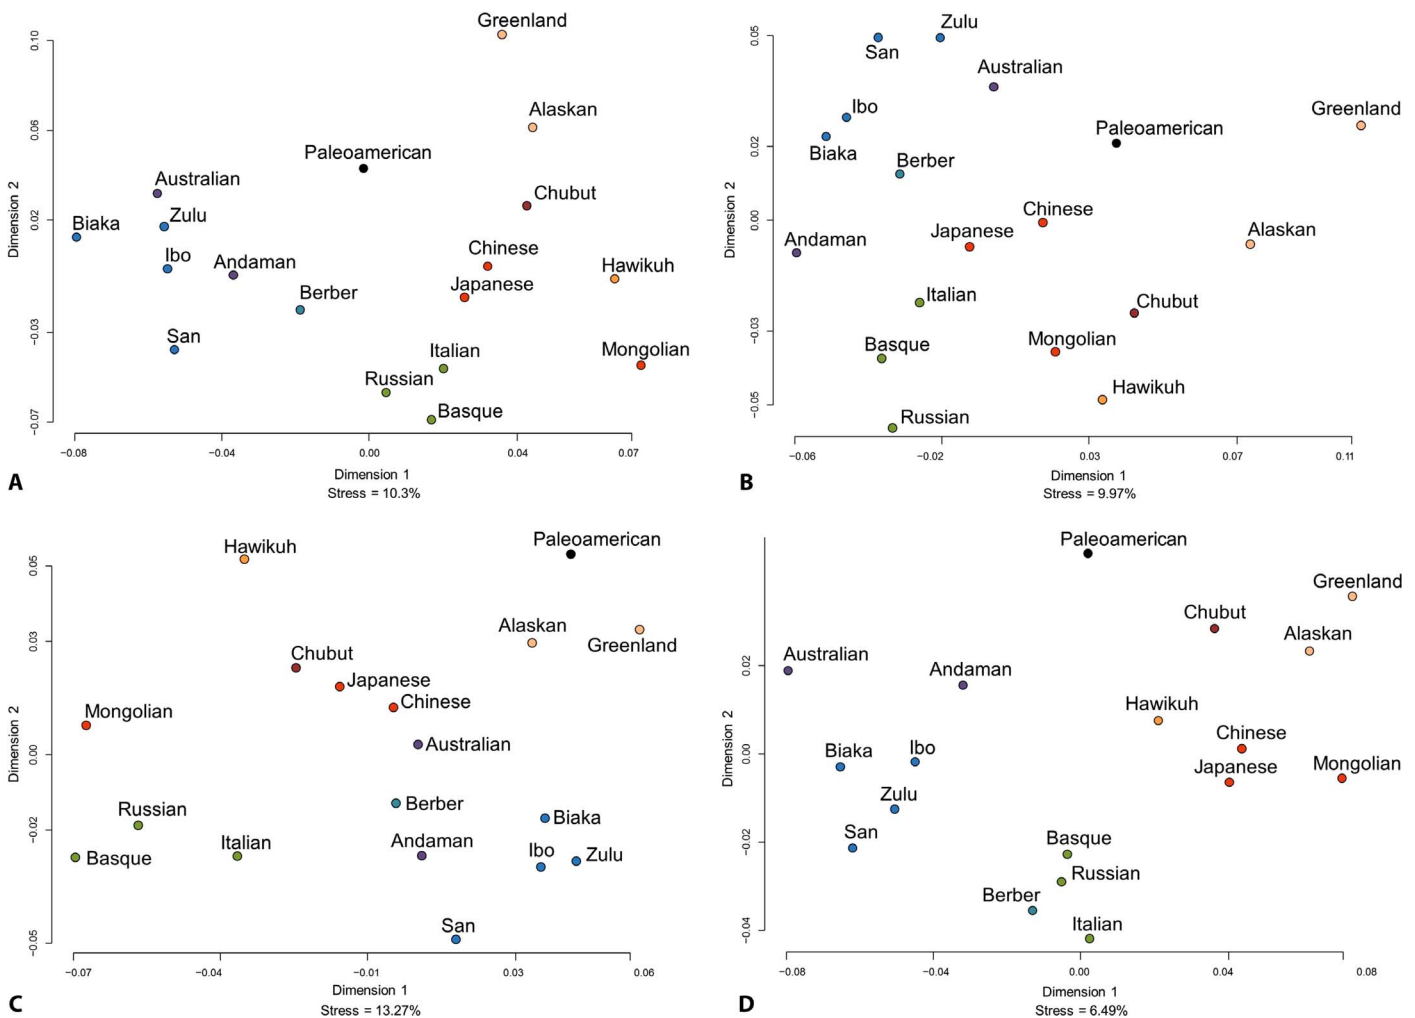 Greenland
0.10
Alaskan
0.06
Paleoamerican
Dimension 2
Australian
Chubut
Zulu
Biaka
0.02
Chinese
Ibo
Andaman
Hawikuh
Japanese
Berber
−0.03
San
Italian
Mongolian
Russian
Basque
−0.07
−0.08 −0.04 0.00 0.04 0.07
Dimension 1
Stress = 10.3%
A
Zulu
0.05
San
Australian
Ibo
Greenland
Paleoamerican
0.02
Biaka
Berber
Dimension 2
Chinese
0.00
Japanese
Alaskan
Andaman
Italian
Chubut
−0.03
Mongolian
Basque
Hawikuh
−0.05
Russian
−0.06 −0.02 0.03 0.07 0.11
Dimension 1
Stress = 9.97%
B
Paleoamerican
Hawikuh
0.05
Alaskan
0.03
Greenland
Chubut
Japanese
Chinese
Mongolian
Dimension 2
Australian
0.00
Berber
Russian
Biaka
−0.02
Italian
Andaman
Ibo
Zulu
Basque
San
−0.05
−0.07 −0.04 −0.01 0.03 0.06
Dimension 1
Stress = 13.27%
C
Paleoamerican
Greenland
Chubut
Alaskan
Australian
0.02
Andaman
Hawikuh
Dimension 2
Chinese
Biaka
Ibo
0.00
Japanese
Mongolian
Zulu
San
−0.02
Basque
Russian
Berber
Italian
−0.04
−0.08 −0.04 0.00 0.04 0.08
Dimension 1
Stress = 6.49%
D